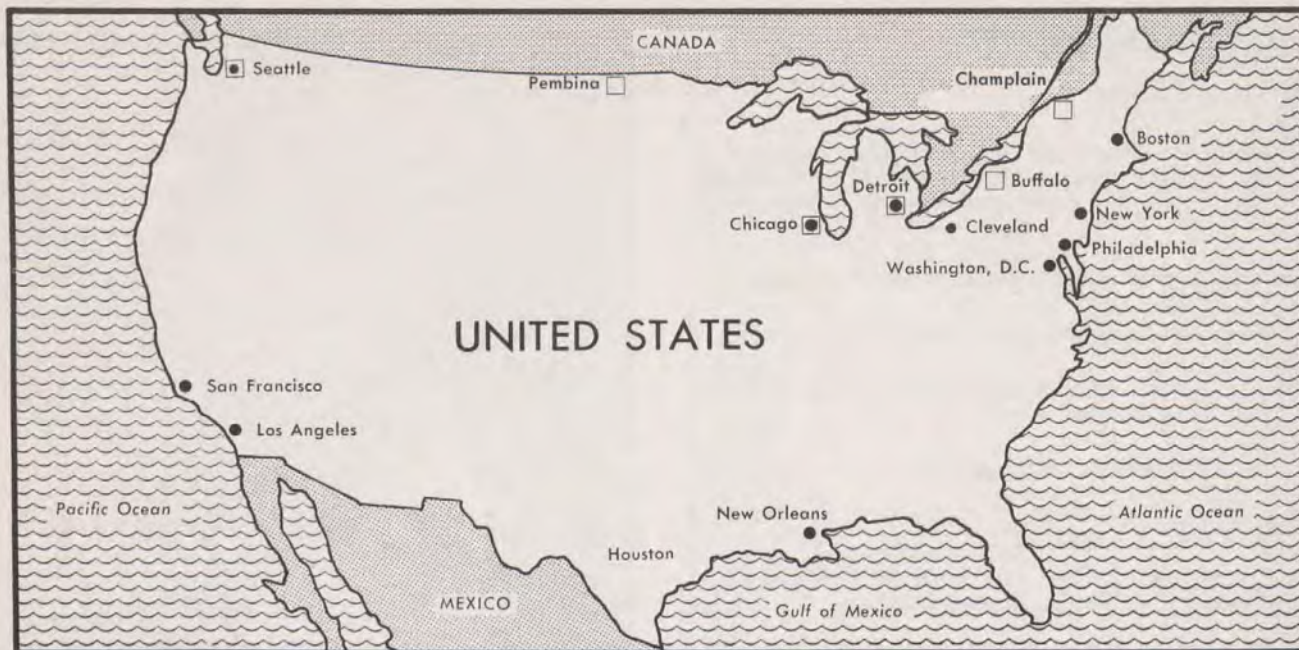 CANADA
Seattle
Pembina
Champlain
Boston
Detroit
Buffalo
Chicago
Cleveland
New York
Philadelphia
Washington, D.C.
UNITED STATES
San Francisco
Los Angeles
Pacific Ocean
New Orleans
Atlantic Ocean
Houston
MEXICO
Gulf of Mexico